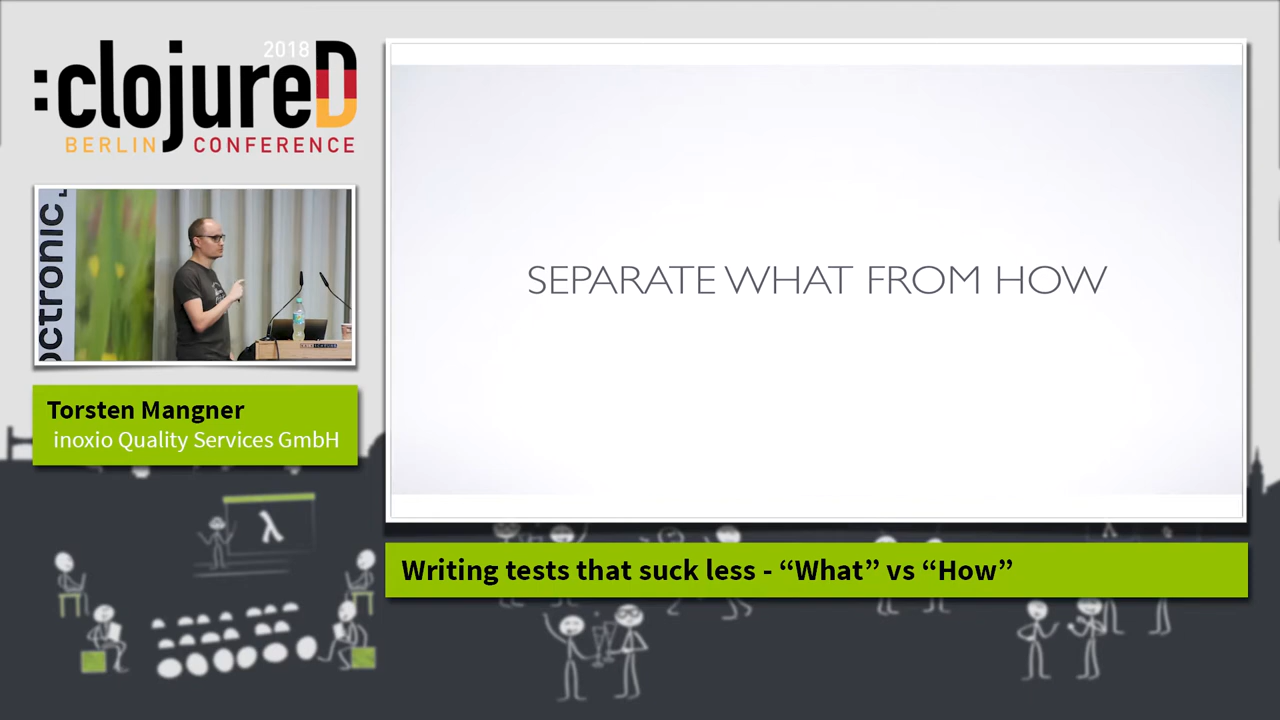 2018
:clojureD
BERLIN CONFERENCE
ectronic
Torsten Mangner
inoxio Quality Services GmbH
SEPARATE WHAT FROM HOW
Writing tests that suck less - “What” vs “How”
λ